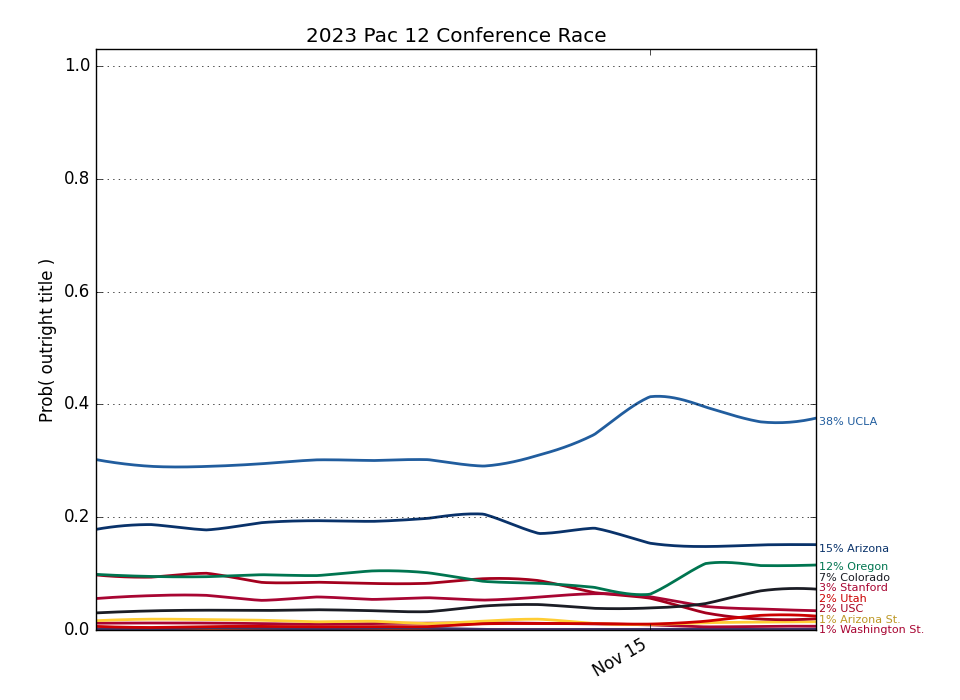 2023 Pac 12 Conference Race
1.0
0.8
0.6
0.4
0.2
0.0
Prob( outright title )
38% UCLA
15% Arizona
12% Oregon
7% Colorado
3% Stanford
2% Utah
2% USC
1% Arizona St.
1% Washington St.
Nov 15